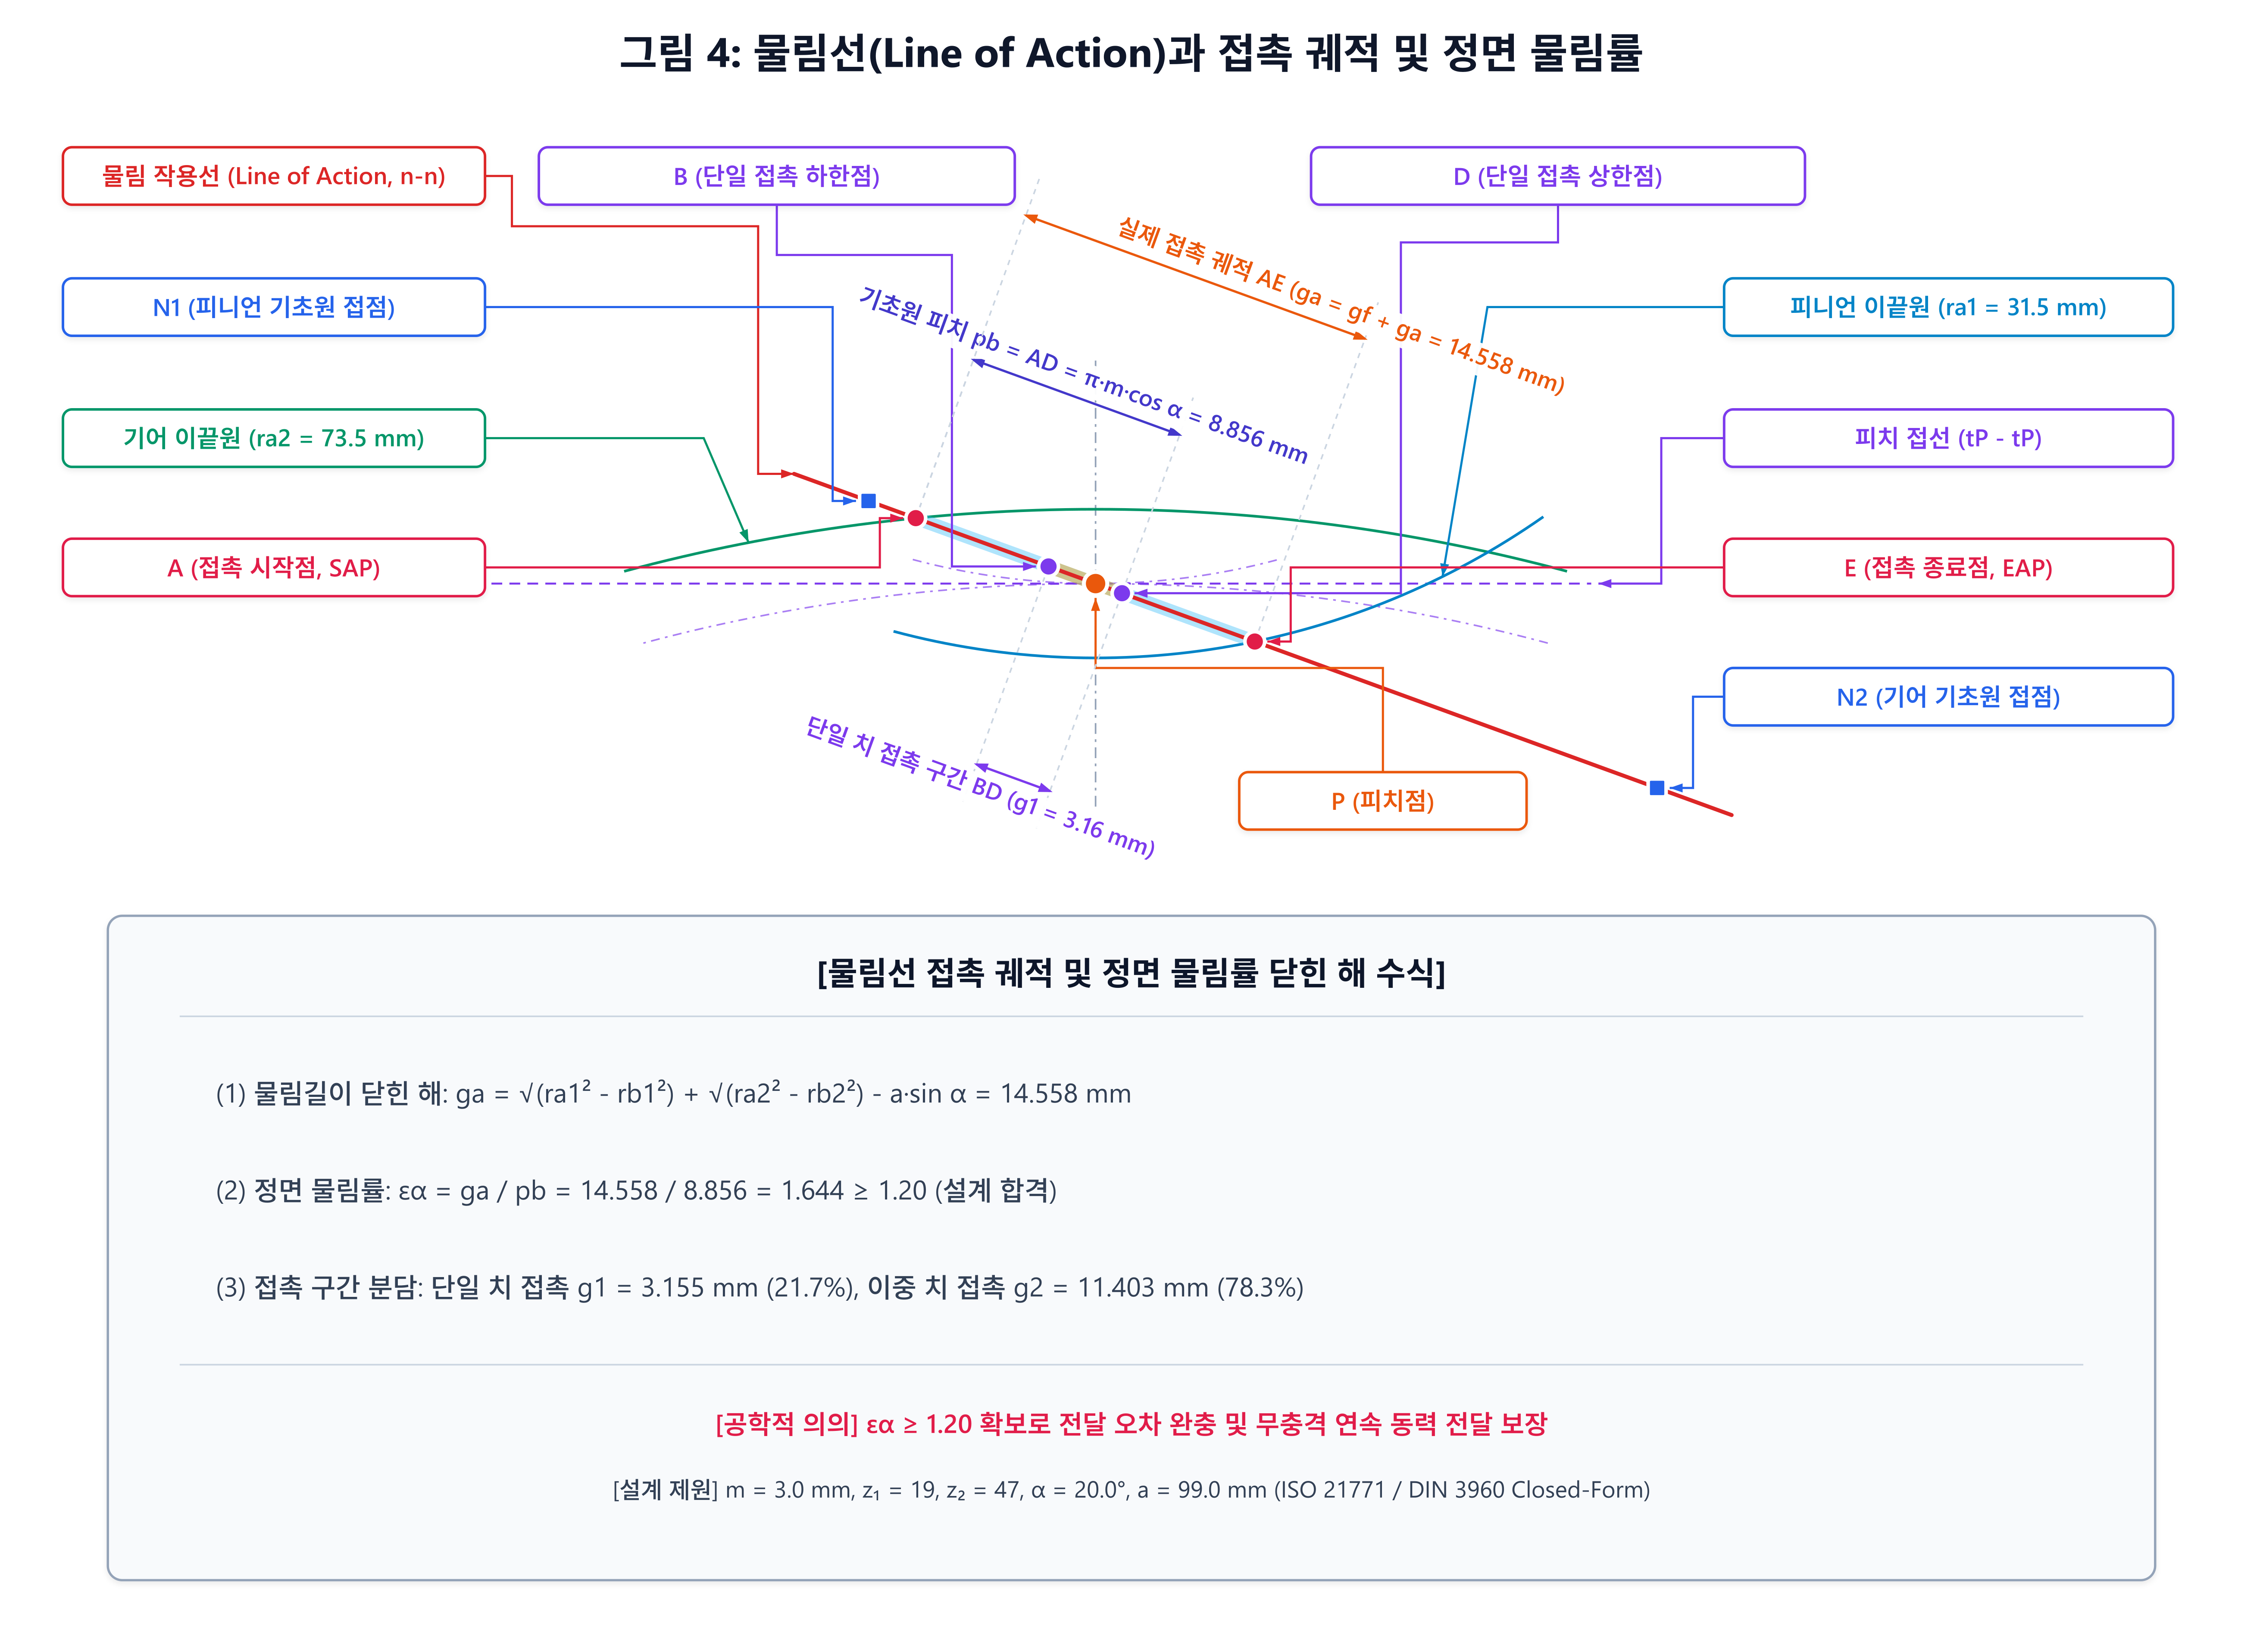 그림 4: 물림선(Line of Action)과 접촉 궤적 및 정면 물림률
물림 작용선 (Line of Action, n-n)
B (단일 접촉 하한점)
D (단일 접촉 상한점)
실제 접촉 궤적 AE (ga = gf + ga = 14.558 mm)
N1 (피니언 기초원 접점)
기초원 피치 pb = AD = π·m·cos α = 8.856 mm
피니언 이끝원 (ra1 = 31.5 mm)
기어 이끝원 (ra2 = 73.5 mm)
피치 접선 (tP - tP)
A (접촉 시작점, SAP)
E (접촉 종료점, EAP)
N2 (기어 기초원 접점)
단일 치 접촉 구간 BD (g1 = 3.16 mm)
P (피치점)
[물림선 접촉 궤적 및 정면 물림률 닫힌 해 수식]
(1) 물림길이 닫힌 해: ga = √(ra1² - rb1²) + √(ra2² - rb2²) - a·sin α = 14.558 mm
(2) 정면 물림률: εα = ga / pb = 14.558 / 8.856 = 1.644 ≥ 1.20 (설계 합격)
(3) 접촉 구간 분담: 단일 치 접촉 g1 = 3.155 mm (21.7%), 이중 치 접촉 g2 = 11.403 mm (78.3%)
[공학적 의의] εα ≥ 1.20 확보로 전달 오차 완충 및 무충격 연속 동력 전달 보장
[설계 제원] m = 3.0 mm, z₁ = 19, z₂ = 47, α = 20.0°, a = 99.0 mm (ISO 21771 / DIN 3960 Closed-Form)